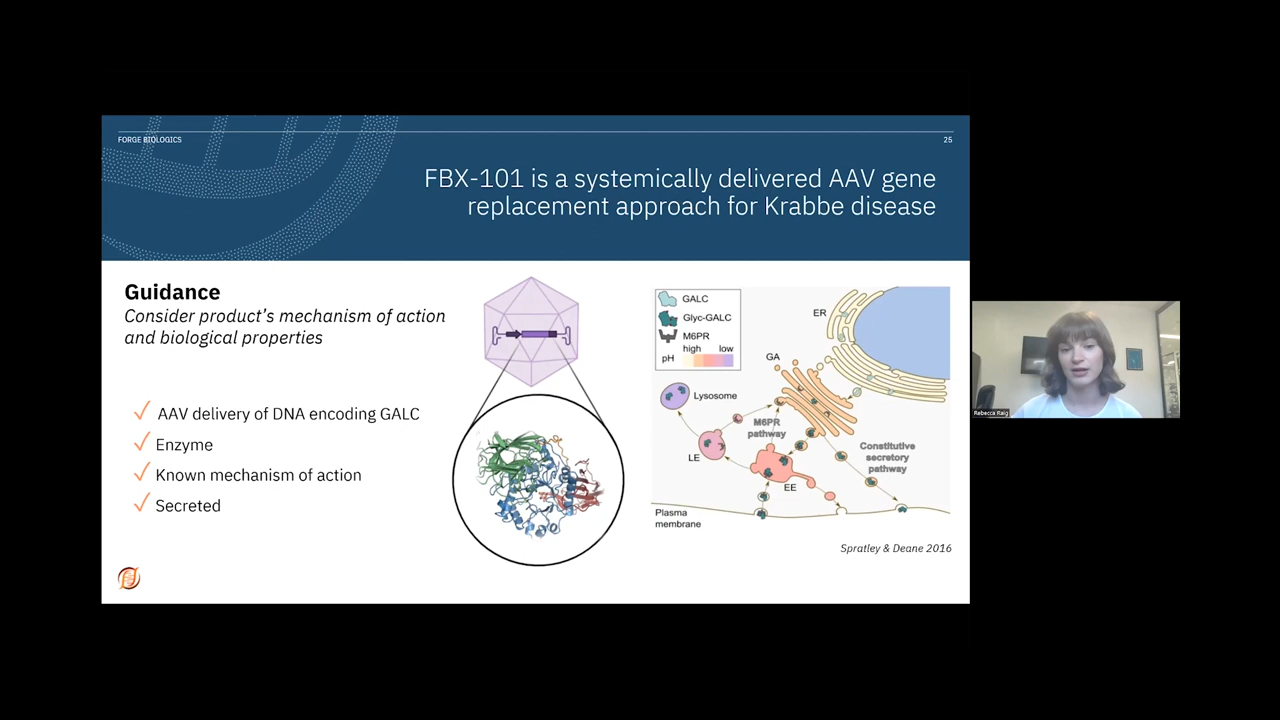 FORGE BIOLOGICS
25
FBX-101 is a systemically delivered AAV gene
replacement approach for Krabbe disease
Guidance
Consider product's mechanism of action
and biological properties
AAV delivery of DNA encoding GALC
Enzyme
Known mechanism of action
Secreted
GALC
Glyc-GALC
M6PR
high low
pH
ER
GA
Lysosome
M6PR
pathway
LE
EE
Constitutive
secretory
pathway
Plasma
membrane
Spratley & Deane 2016
Rebecca Raig